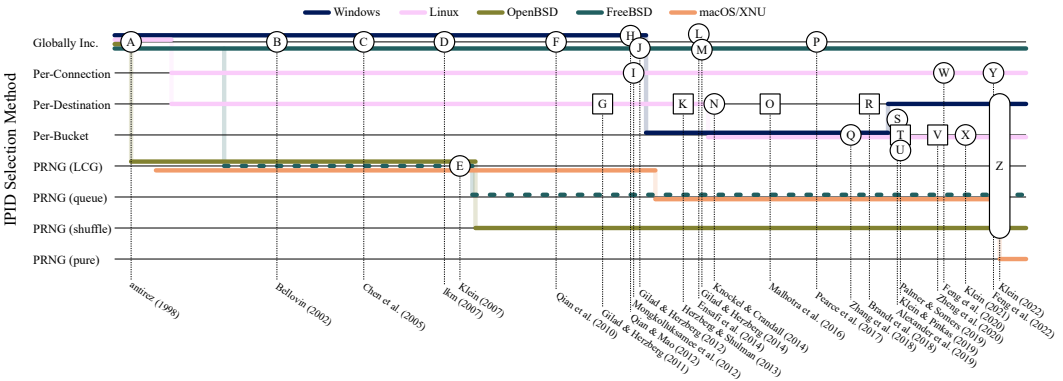 Windows Linux OpenBSD FreeBSD macOS/XNU
IPID Selection Method
Globally Inc.
Per-Connection
Per-Destination
Per-Bucket
PRNG (LCG)
PRNG (queue)
PRNG (shuffle)
PRNG (pure)
A B C D F H J L M P
I W Y
G K N O R
S
Q T V X
U
E Z
antirez (1998)
Bellovin (2002)
Chen et al. (2005)
lkm (2007)
Klein (2007)
Qian et al. (2010)
Gilad & Herzberg (2011)
Qian & Mao (2012)
Mongkolluksamee et al. (2012)
Gilad & Herzberg (2012)
Herzberg & Shulman (2013)
Ensafi et al. (2014)
Gilad & Herzberg (2014)
Knockel & Crandall (2014)
Malhotra et al. (2016)
Pearce et al. (2017)
Zhang et al. (2018)
Brandt et al. (2018)
Alexander et al. (2019)
Klein & Pinkas (2019)
Palmer & Somers (2019)
Zheng et al. (2020)
Feng et al. (2020)
Klein (2021)
Feng et al. (2022)
Klein (2022)